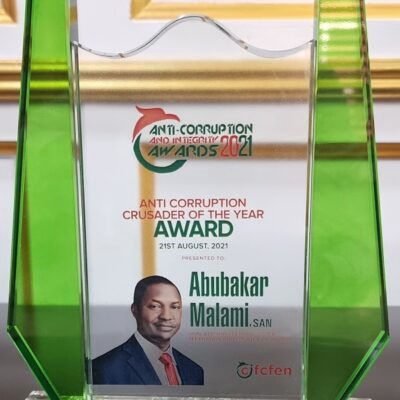 ANTI-CORRUPTION
AND INTEGRITY
AWARDS 2021
ANTI CORRUPTION
CRUSADER OF THE YEAR
AWARD
21ST AUGUST, 2021
PRESENTED TO:
Abubakar
Malami, SAN
cifcfen